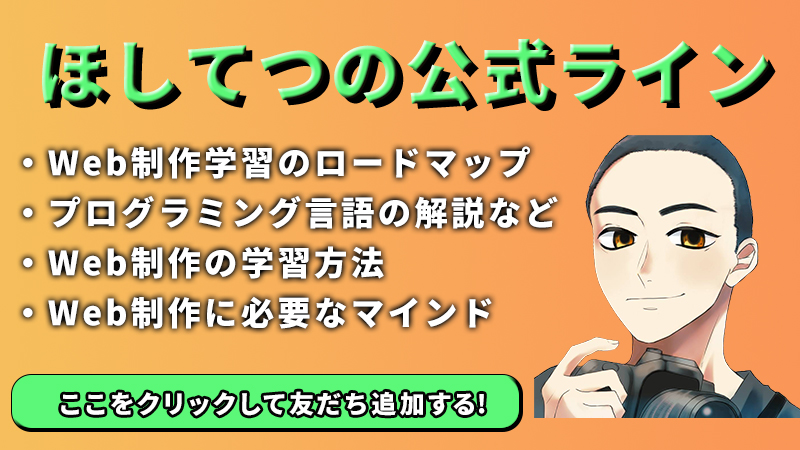 ほしてつの公式ライン
・Web制作学習のロードマップ
・プログラミング言語の解説など
・Web制作の学習方法
・Web制作に必要なマインド
ここをクリックして友だち追加する!